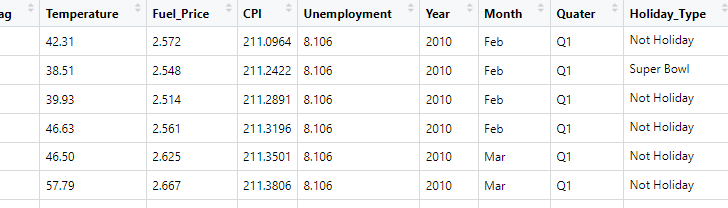 ag Temperature Fuel_Price CPI Unemployment Year Month Quater Holiday_Type
42.31 2.572 211.0964 8.106 2010 Feb Q1 Not Holiday
38.51 2.548 211.2422 8.106 2010 Feb Q1 Super Bowl
39.93 2.514 211.2891 8.106 2010 Feb Q1 Not Holiday
46.63 2.561 211.3196 8.106 2010 Feb Q1 Not Holiday
46.50 2.625 211.3501 8.106 2010 Mar Q1 Not Holiday
57.79 2.667 211.3806 8.106 2010 Mar Q1 Not Holiday